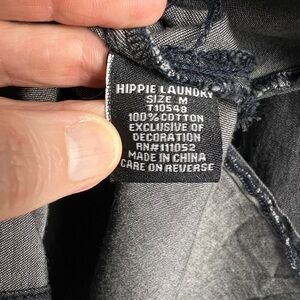 HIPPIE LAUNDRY
SIZE M
T10548
100% COTTON
EXCLUSIVE OF
DECORATION
RN#111052
MADE IN CHINA
CARE ON REVERSE